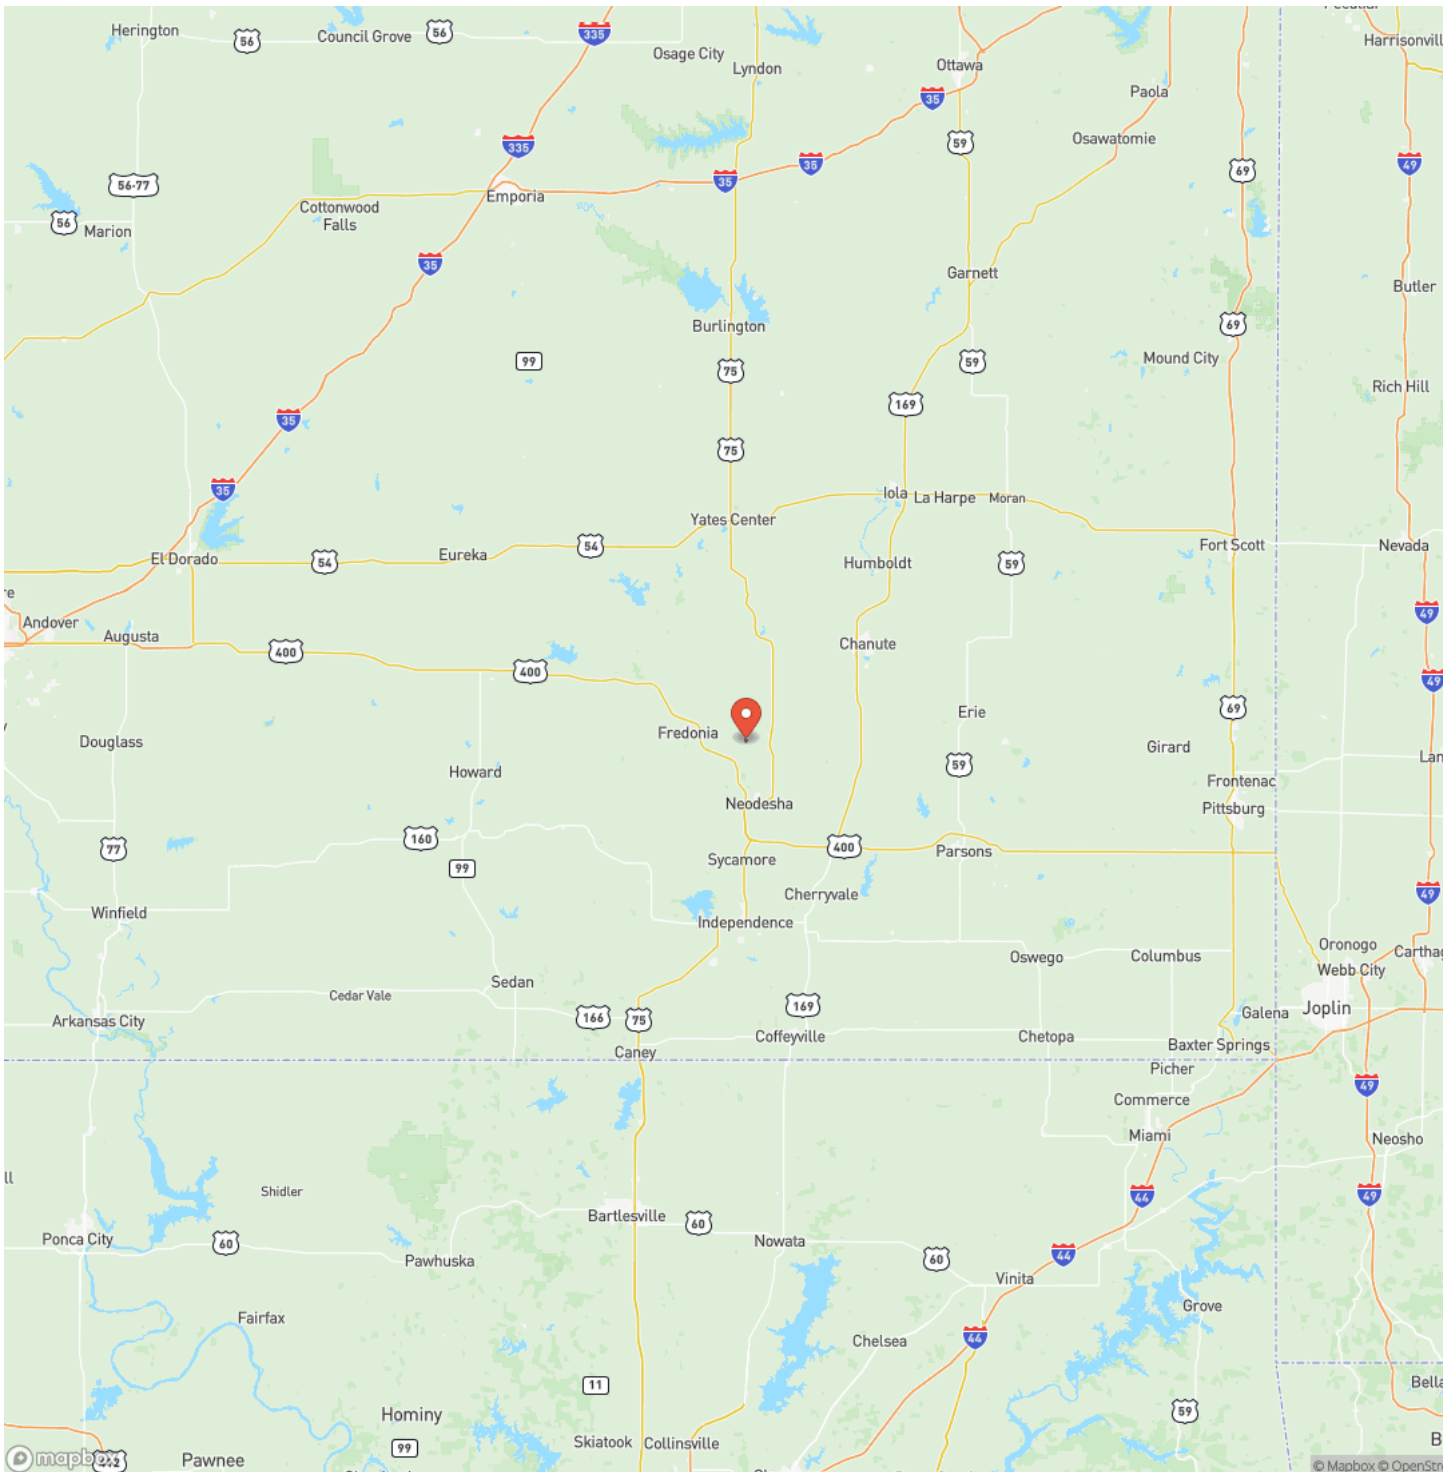 Herington
56
Council Grove
56
335
Osage City
Lyndon
Ottawa
Harrisonvill
35
Paola
59
Osawatomie
335
35
35
69
49
56-77
Emporia
56
Marion
Cottonwood
Falls
35
Garnett
Butler
Burlington
69
99
75
59
Mound City
Rich Hill
169
35
75
35
Iola
La Harpe
Moran
Yates Center
54
Eureka
El Dorado
54
Humboldt
59
Fort Scott
Nevada
re
Andover
Augusta
49
400
400
Chanute
49
Fredonia
Erie
69
Douglass
Howard
59
Girard
Lan
Frontenac
Neodesha
Pittsburg
77
160
99
Sycamore
400
Parsons
Cherryvale
49
Winfield
Independence
Oronogo
Oswego
Columbus
Webb City
Carthag
Sedan
Cedar Vale
166
75
169
Joplin
Galena
Arkansas City
Coffeyville
Chetopa
Baxter Springs
Caney
Picher
49
Commerce
Miami
Neosho
ll
Shidler
44
49
Bartlesville
60
Ponca City
60
Nowata
Pawhuska
60
44
Vinita
Fairfax
Grove
44
Chelsea
11
Bella
Hominy
59
99
Skiatook
Collinsville
B
mapbox
Pawnee
© Mapbox © OpenStr